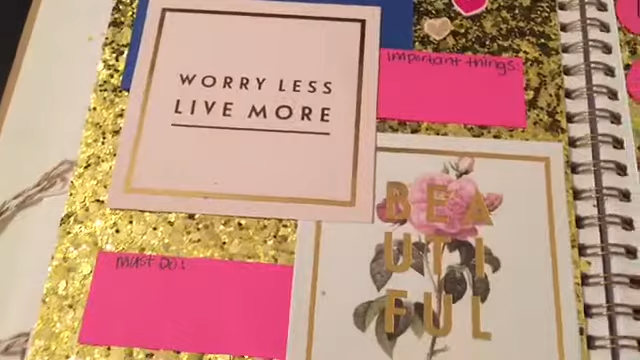 WORRY LESS
LIVE MORE
important things:
must do:
BEA
UTI
FUL